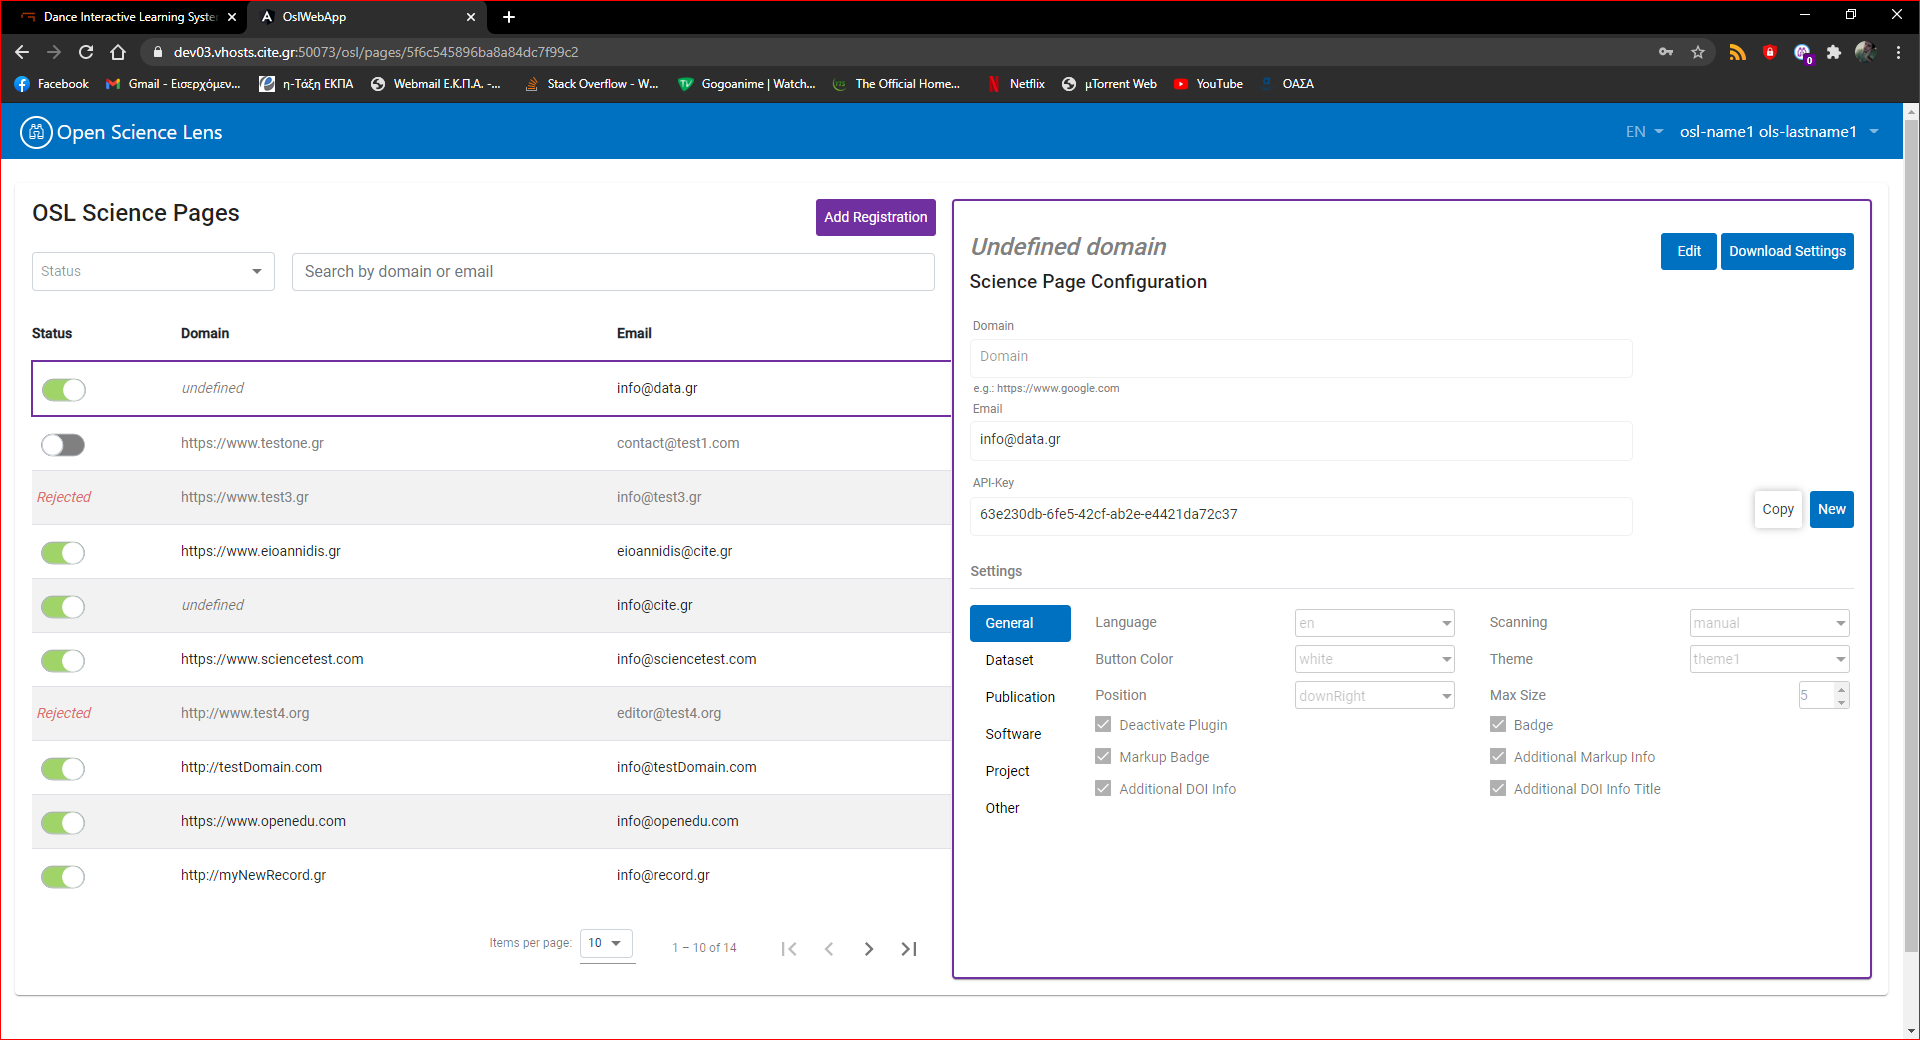 Dance Interactive Learning Syste
OslWebApp
dev03.vhosts.cite.gr:50073/osl/pages/5f6c545896ba8a84dc7f99c2
0
Facebook
Gmail - Εισερχόμεν...
η-Τάξη ΕΚΠΑ
Webmail Ε.Κ.Π.Α. -...
Stack Overflow - W...
Gogoanime | Watch...
The Official Home...
Netflix
μTorrent Web
YouTube
ΟΑΣΑ
Open Science Lens
EN
osl-name1 ols-lastname1
OSL Science Pages
Add Registration
Status
Search by domain or email
Status Domain Email
undefined info@data.gr
https://www.testone.gr contact@test1.com
Rejected https://www.test3.gr info@test3.gr
https://www.eioannidis.gr eioannidis@cite.gr
undefined info@cite.gr
https://www.sciencetest.com info@sciencetest.com
Rejected http://www.test4.org editor@test4.org
http://testDomain.com info@testDomain.com
https://www.openedu.com info@openedu.com
http://myNewRecord.gr info@record.gr
Items per page: 10 1 – 10 of 14
Undefined domain
Edit
Download Settings
Science Page Configuration
Domain
Domain
e.g.: https://www.google.com
Email
info@data.gr
API-Key
63e230db-6fe5-42cf-ab2e-e4421da72c37
Copy
New
Settings
General
Dataset
Publication
Software
Project
Other
Language en Scanning manual
Button Color white Theme theme1
Position downRight Max Size 5
Deactivate Plugin Badge
Markup Badge Additional Markup Info
Additional DOI Info Additional DOI Info Title